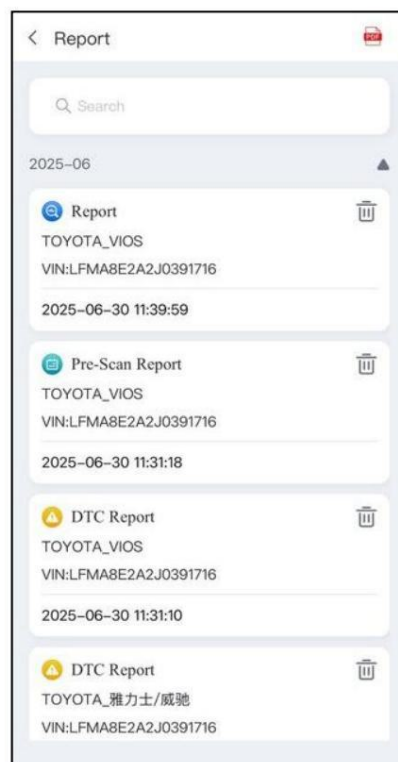 Report
PDF
Search
2025-06
Report
TOYOTA_VIOS
VIN:LFMA8E2A2J0391716
2025-06-30 11:39:59
Pre-Scan Report
TOYOTA_VIOS
VIN:LFMA8E2A2J0391716
2025-06-30 11:31:18
DTC Report
TOYOTA_VIOS
VIN:LFMA8E2A2J0391716
2025-06-30 11:31:10
DTC Report
TOYOTA_雅力士/威驰
VIN:LFMA8E2A2J0391716